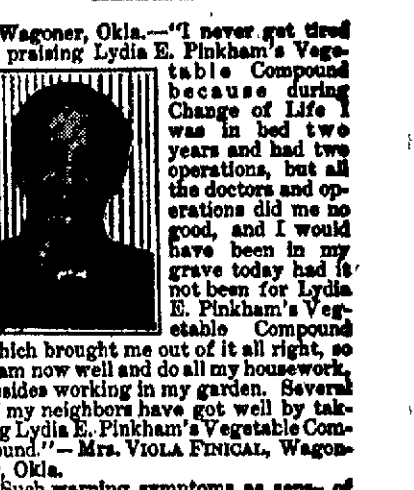 Wagoner, Okla.—"I never get tired
praising Lydia E. Pinkham's Vege-
table Compound
because during
Change of Life I
was in bed two
years and had two
operations, but all
the doctors and op-
erations did me no
good, and I would
have been in my
grave today had it
not been for Lydia
E. Pinkham's Veg-
etable Compound
hich brought me out of it all right, so
am now well and do all my housework,
esides working in my garden. Several
my neighbors have got well by tak-
g Lydia E. Pinkham's Vegetable Com-
ound."—Mrs. VIOLA FINICAL, Wagon-
, Okla.
Such warning symptoms as sens- of